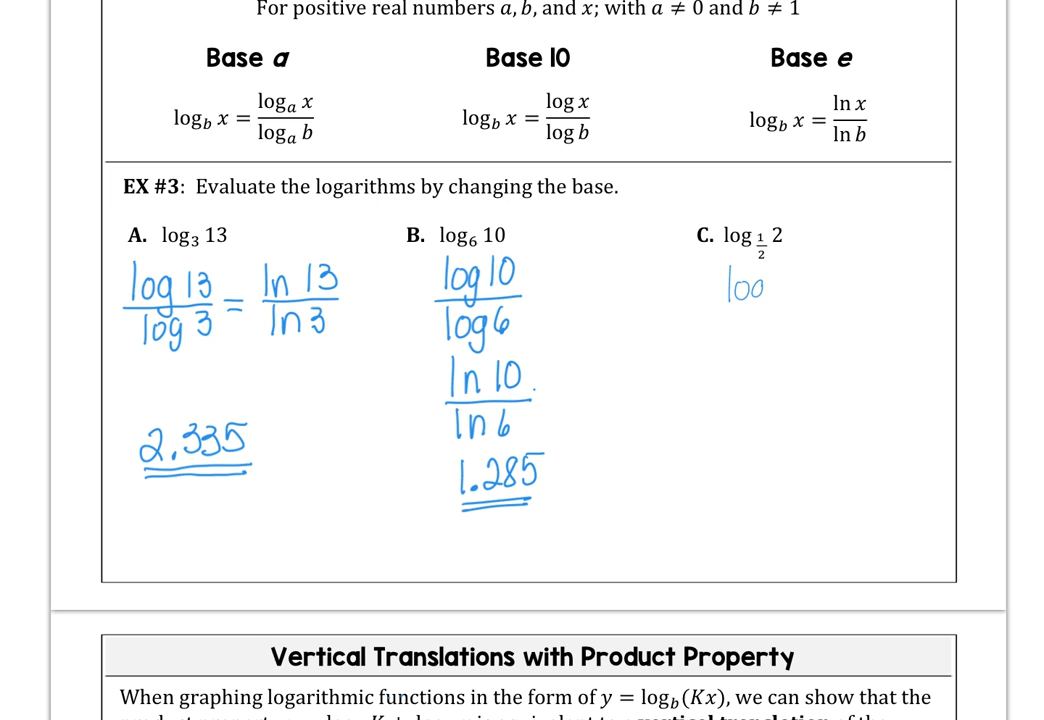 For positive real numbers a, b, and x; with a ≠ 0 and b ≠ 1
Base a Base 10 Base e
log_b x = log_a x / log_a b log_b x = log x / log b log_b x = ln x / ln b
EX #3: Evaluate the logarithms by changing the base.
A. log_3 13 B. log_6 10 C. log_{1/2} 2
log 13 / log 3 = ln 13 / ln 3
log 10 / log 6
loo
ln 10 / ln 6
2.335
1.285
Vertical Translations with Product Property
When graphing logarithmic functions in the form of y = log_b(Kx), we can show that the